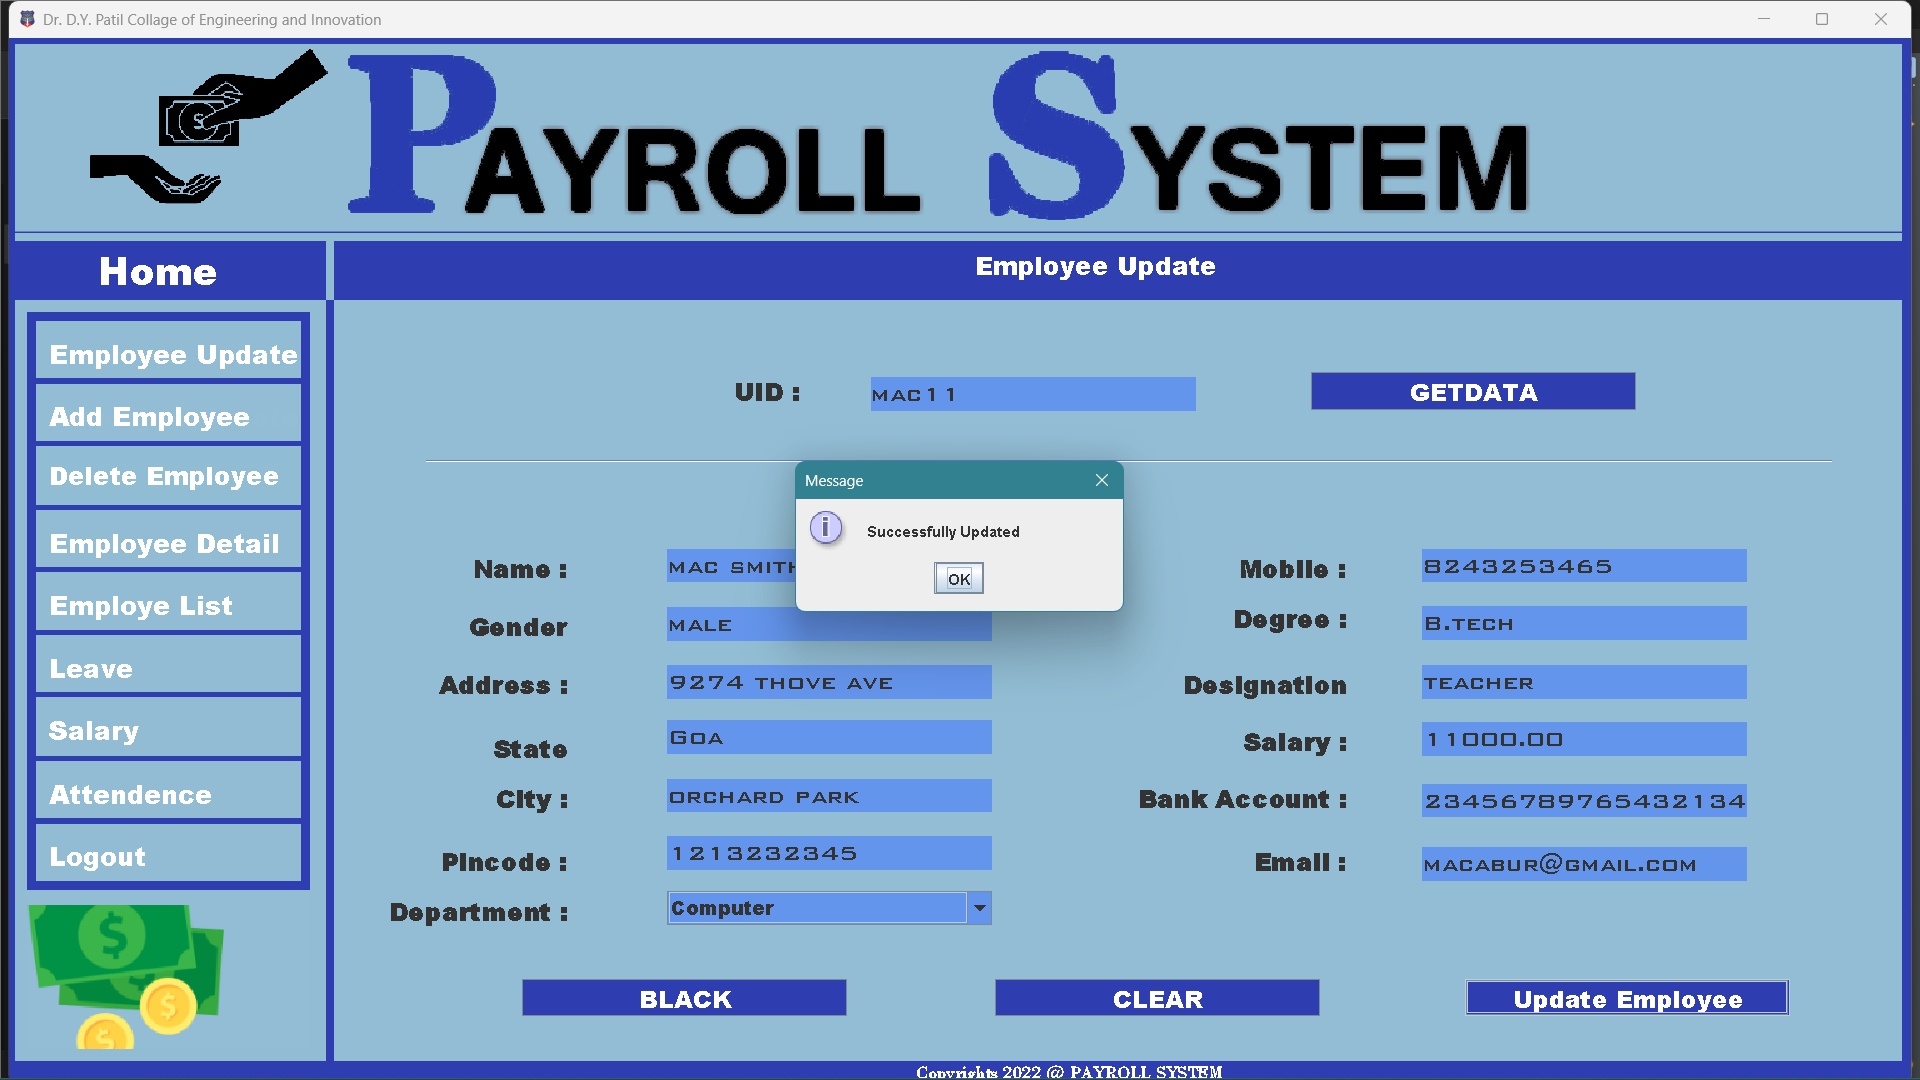 Dr. D.Y. Patil Collage of Engineering and Innovation
PAYROLL SYSTEM
Home
Employee Update
Employee Update
Add Employee
Delete Employee
Employee Detail
Employe List
Leave
Salary
Attendence
Logout
UID :
MAC11
GETDATA
Message
Successfully Updated
OK
Name :
MAC SMITH
Gender
MALE
Address :
9274 THOVE AVE
State
GOA
City :
ORCHARD PARK
Pincode :
1213232345
Department :
Computer
Mobile :
8243253465
Degree :
B.TECH
Designation
TEACHER
Salary :
11000.00
Bank Account :
23456789765432134
Email :
MACABUR@GMAIL.COM
BLACK
CLEAR
Update Employee
Copyrights 2022 @ PAYROLL SYSTEM